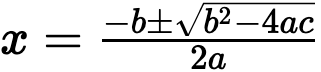 x = (-b±√(b²-4ac))/(2a)